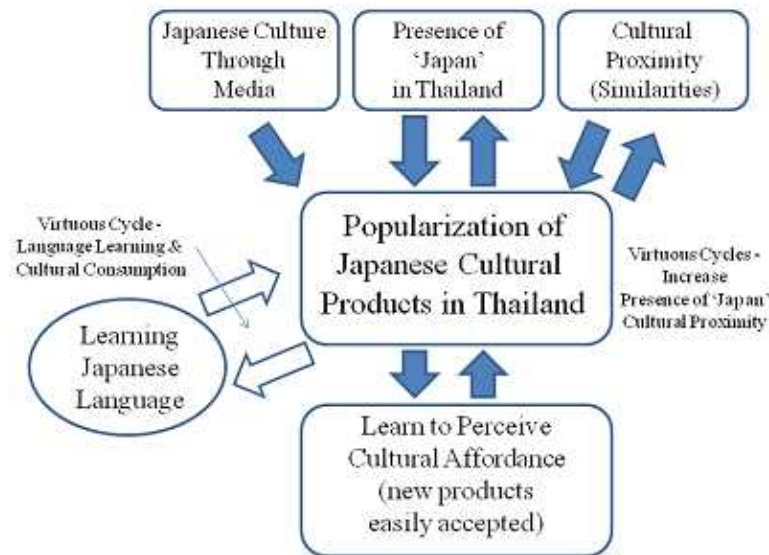 Japanese Culture
Through
Media
Presence of
‘Japan’
in Thailand
Cultural
Proximity
(Similarities)
Popularization of
Japanese Cultural
Products in Thailand
Virtuous Cycle -
Language Learning &
Cultural Consumption
Virtuous Cycles -
Increase
Presence of ‘Japan’
Cultural Proximity
Learning
Japanese
Language
Learn to Perceive
Cultural Affordance
(new products
easily accepted)